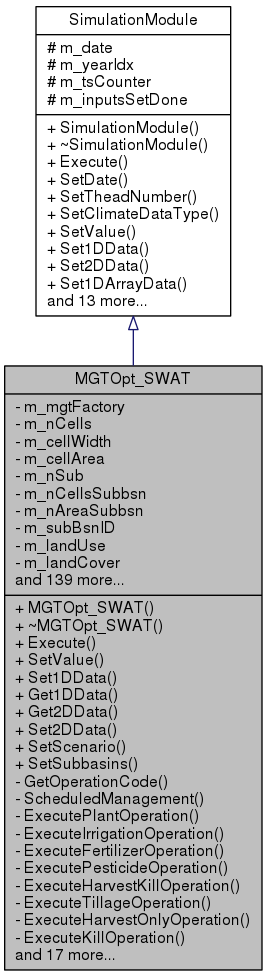 SimulationModule
# m_date
# m_yearIdx
# m_tsCounter
# m_inputsSetDone
+ SimulationModule()
+ ~SimulationModule()
+ Execute()
+ SetDate()
+ SetTheadNumber()
+ SetClimateDataType()
+ SetValue()
+ Set1DData()
+ Set2DData()
+ Set1DArrayData()
and 13 more...
MGTOpt_SWAT
- m_mgtFactory
- m_nCells
- m_cellWidth
- m_cellArea
- m_nSub
- m_nCellsSubbsn
- m_nAreaSubbsn
- m_subBsnID
- m_landUse
- m_landCover
and 139 more...
+ MGTOpt_SWAT()
+ ~MGTOpt_SWAT()
+ Execute()
+ SetValue()
+ Set1DData()
+ Get1DData()
+ Get2DData()
+ Set2DData()
+ SetScenario()
+ SetSubbasins()
- GetOperationCode()
- ScheduledManagement()
- ExecutePlantOperation()
- ExecuteIrrigationOperation()
- ExecuteFertilizerOperation()
- ExecutePesticideOperation()
- ExecuteHarvestKillOperation()
- ExecuteTillageOperation()
- ExecuteHarvestOnlyOperation()
- ExecuteKillOperation()
and 17 more...